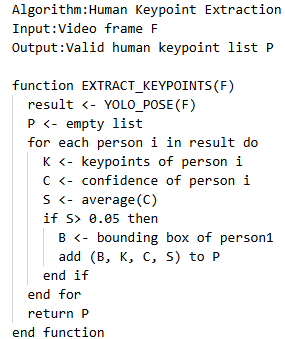 Algorithm:Human Keypoint Extraction
Input:Video frame F
Output:Valid human keypoint list P

function EXTRACT_KEYPOINTS(F)
  result <- YOLO_POSE(F)
  P <- empty list
  for each person i in result do
    K <- keypoints of person i
    C <- confidence of person i
    S <- average(C)
    if S> 0.05 then
      B <- bounding box of person1
      add (B, K, C, S) to P
    end if
  end for
  return P
end function